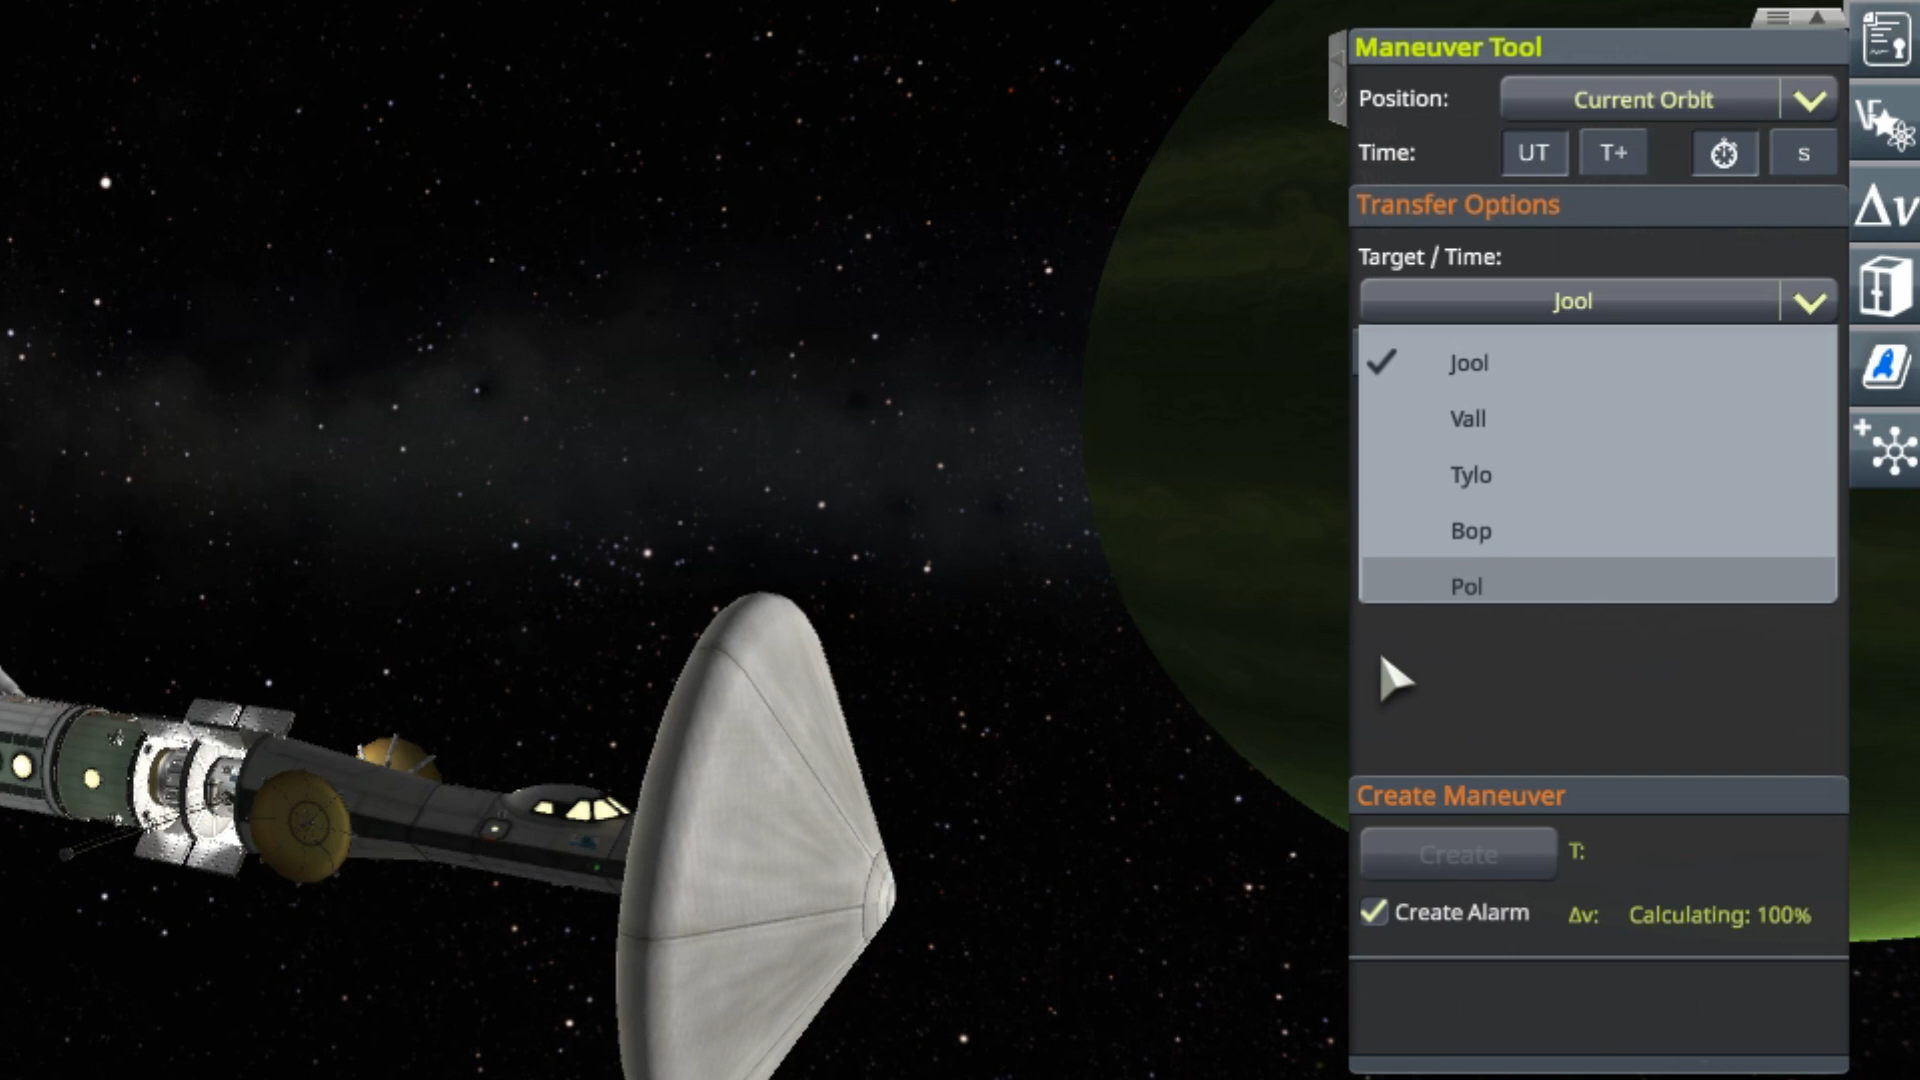 Maneuver Tool
Position: Current Orbit
Time: UT T+ s
Transfer Options
Target / Time:
Jool
Jool
Vall
Tylo
Bop
Pol
Create Maneuver
Create T:
Create Alarm Δv: Calculating: 100%
Δv